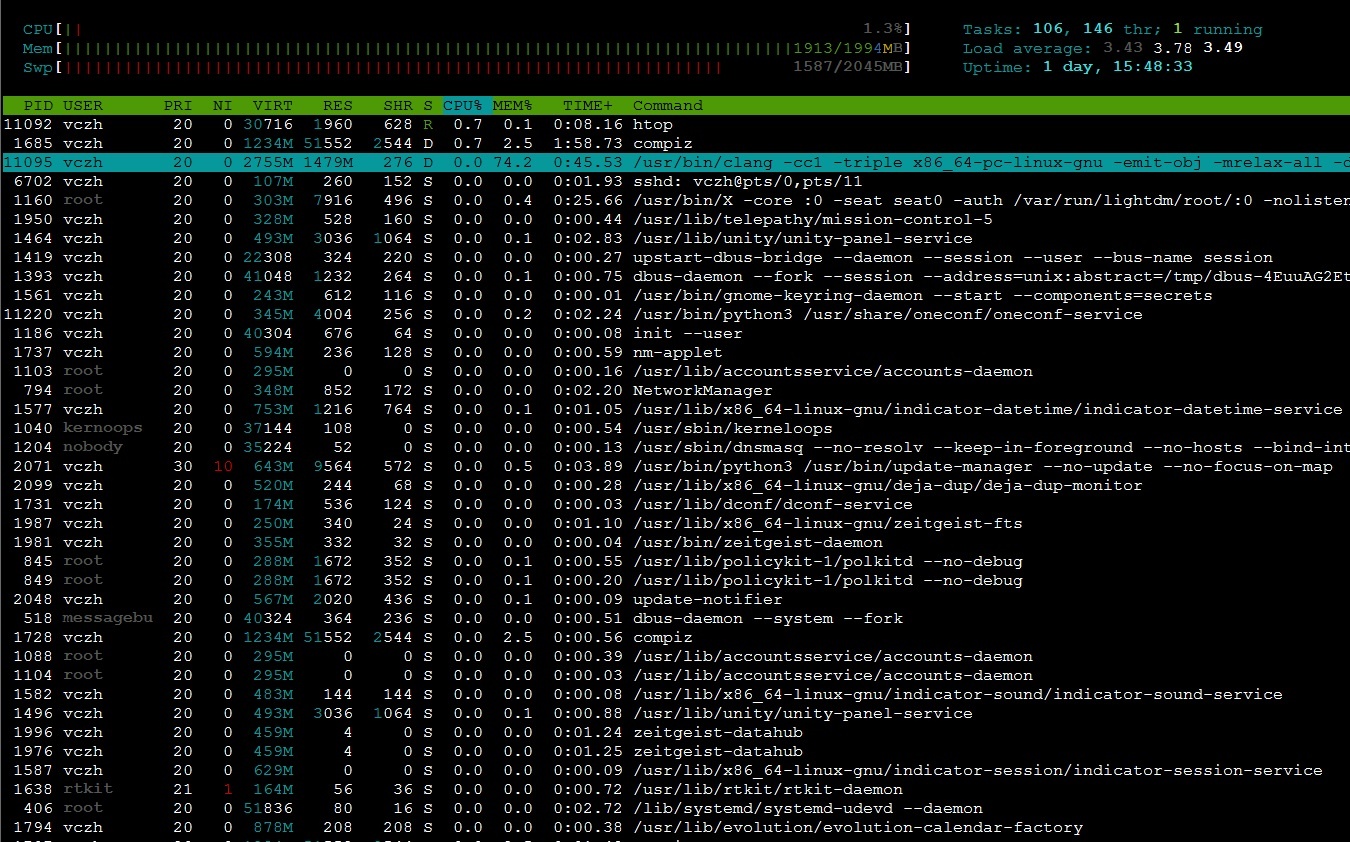 CPU[|| 1.3%] Tasks: 106, 146 thr; 1 running
Mem[||||||||||||||||||||||||||||||||||||||||||||||||||||||||||||||||||||||||||1913/1994MB] Load average: 3.43 3.78 3.49
Swp[|||||||||||||||||||||||||||||||||||||||||||||||||||||||||||||||||| 1587/2045MB] Uptime: 1 day, 15:48:33
PID USER PRI NI VIRT RES SHR S CPU% MEM% TIME+ Command
11092 vczh 20 0 30716 1960 628 R 0.7 0.1 0:08.16 htop
1685 vczh 20 0 1234M 51552 2544 D 0.7 2.5 1:58.73 compiz
11095 vczh 20 0 2755M 1479M 276 D 0.0 74.2 0:45.53 /usr/bin/clang -cc1 -triple x86_64-pc-linux-gnu -emit-obj -mrelax-all -d
6702 vczh 20 0 107M 260 152 S 0.0 0.0 0:01.93 sshd: vczh@pts/0,pts/11
1160 root 20 0 303M 7916 496 S 0.0 0.4 0:25.66 /usr/bin/X -core :0 -seat seat0 -auth /var/run/lightdm/root/:0 -nolisten
1950 vczh 20 0 328M 528 160 S 0.0 0.0 0:00.44 /usr/lib/telepathy/mission-control-5
1464 vczh 20 0 493M 3036 1064 S 0.0 0.1 0:02.83 /usr/lib/unity/unity-panel-service
1419 vczh 20 0 22308 324 220 S 0.0 0.0 0:00.27 upstart-dbus-bridge --daemon --session --user --bus-name session
1393 vczh 20 0 41048 1232 264 S 0.0 0.1 0:00.75 dbus-daemon --fork --session --address=unix:abstract=/tmp/dbus-4EuuAG2Et
1561 vczh 20 0 243M 612 116 S 0.0 0.0 0:00.01 /usr/bin/gnome-keyring-daemon --start --components=secrets
11220 vczh 20 0 345M 4004 256 S 0.0 0.2 0:02.24 /usr/bin/python3 /usr/share/oneconf/oneconf-service
1186 vczh 20 0 40304 676 64 S 0.0 0.0 0:00.08 init --user
1737 vczh 20 0 594M 236 128 S 0.0 0.0 0:00.59 nm-applet
1103 root 20 0 295M 0 0 S 0.0 0.0 0:00.16 /usr/lib/accountsservice/accounts-daemon
794 root 20 0 348M 852 172 S 0.0 0.0 0:02.20 NetworkManager
1577 vczh 20 0 753M 1216 764 S 0.0 0.1 0:01.05 /usr/lib/x86_64-linux-gnu/indicator-datetime/indicator-datetime-service
1040 kernoops 20 0 37144 108 0 S 0.0 0.0 0:00.54 /usr/sbin/kerneloops
1204 nobody 20 0 35224 52 0 S 0.0 0.0 0:00.13 /usr/sbin/dnsmasq --no-resolv --keep-in-foreground --no-hosts --bind-int
2071 vczh 30 10 643M 9564 572 S 0.0 0.5 0:03.89 /usr/bin/python3 /usr/bin/update-manager --no-update --no-focus-on-map
2099 vczh 20 0 520M 244 68 S 0.0 0.0 0:00.28 /usr/lib/x86_64-linux-gnu/deja-dup/deja-dup-monitor
1731 vczh 20 0 174M 536 124 S 0.0 0.0 0:00.03 /usr/lib/dconf/dconf-service
1987 vczh 20 0 250M 340 24 S 0.0 0.0 0:01.10 /usr/lib/x86_64-linux-gnu/zeitgeist-fts
1981 vczh 20 0 355M 332 32 S 0.0 0.0 0:00.04 /usr/bin/zeitgeist-daemon
845 root 20 0 288M 1672 352 S 0.0 0.1 0:00.55 /usr/lib/policykit-1/polkitd --no-debug
849 root 20 0 288M 1672 352 S 0.0 0.1 0:00.20 /usr/lib/policykit-1/polkitd --no-debug
2048 vczh 20 0 567M 2020 436 S 0.0 0.1 0:00.09 update-notifier
518 messagebu 20 0 40324 364 236 S 0.0 0.0 0:00.51 dbus-daemon --system --fork
1728 vczh 20 0 1234M 51552 2544 S 0.0 2.5 0:00.56 compiz
1088 root 20 0 295M 0 0 S 0.0 0.0 0:00.39 /usr/lib/accountsservice/accounts-daemon
1104 root 20 0 295M 0 0 S 0.0 0.0 0:00.03 /usr/lib/accountsservice/accounts-daemon
1582 vczh 20 0 483M 144 144 S 0.0 0.0 0:00.08 /usr/lib/x86_64-linux-gnu/indicator-sound/indicator-sound-service
1496 vczh 20 0 493M 3036 1064 S 0.0 0.1 0:00.88 /usr/lib/unity/unity-panel-service
1996 vczh 20 0 459M 4 0 S 0.0 0.0 0:01.24 zeitgeist-datahub
1976 vczh 20 0 459M 4 0 S 0.0 0.0 0:01.25 zeitgeist-datahub
1587 vczh 20 0 629M 0 0 S 0.0 0.0 0:00.09 /usr/lib/x86_64-linux-gnu/indicator-session/indicator-session-service
1638 rtkit 21 1 164M 56 36 S 0.0 0.0 0:00.72 /usr/lib/rtkit/rtkit-daemon
406 root 20 0 51836 80 16 S 0.0 0.0 0:02.72 /lib/systemd/systemd-udevd --daemon
1794 vczh 20 0 878M 208 208 S 0.0 0.0 0:00.38 /usr/lib/evolution/evolution-calendar-factory